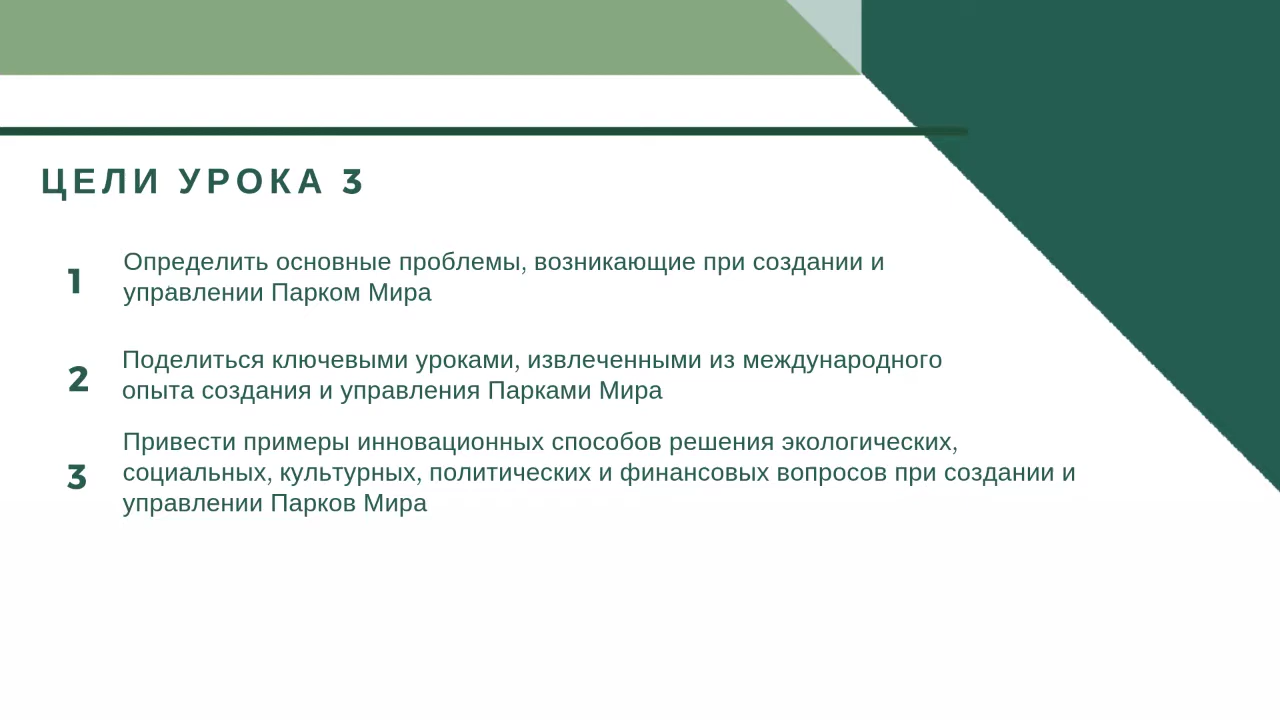 ЦЕЛИ УРОКА 3
1
Определить основные проблемы, возникающие при создании и
управлении Парком Мира
2
Поделиться ключевыми уроками, извлеченными из международного
опыта создания и управления Парками Мира
3
Привести примеры инновационных способов решения экологических,
социальных, культурных, политических и финансовых вопросов при создании и
управлении Парков Мира